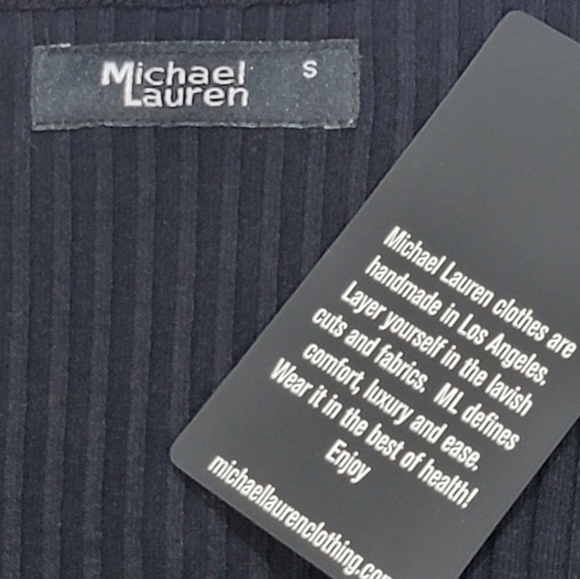 Michael S
Lauren
Michael Lauren clothes are
handmade in Los Angeles.
Layer yourself in the lavish
cuts and fabrics, ML defines
comfort, luxury and ease.
Wear it in the best of health!
Enjoy
michaellaurenclothing.com